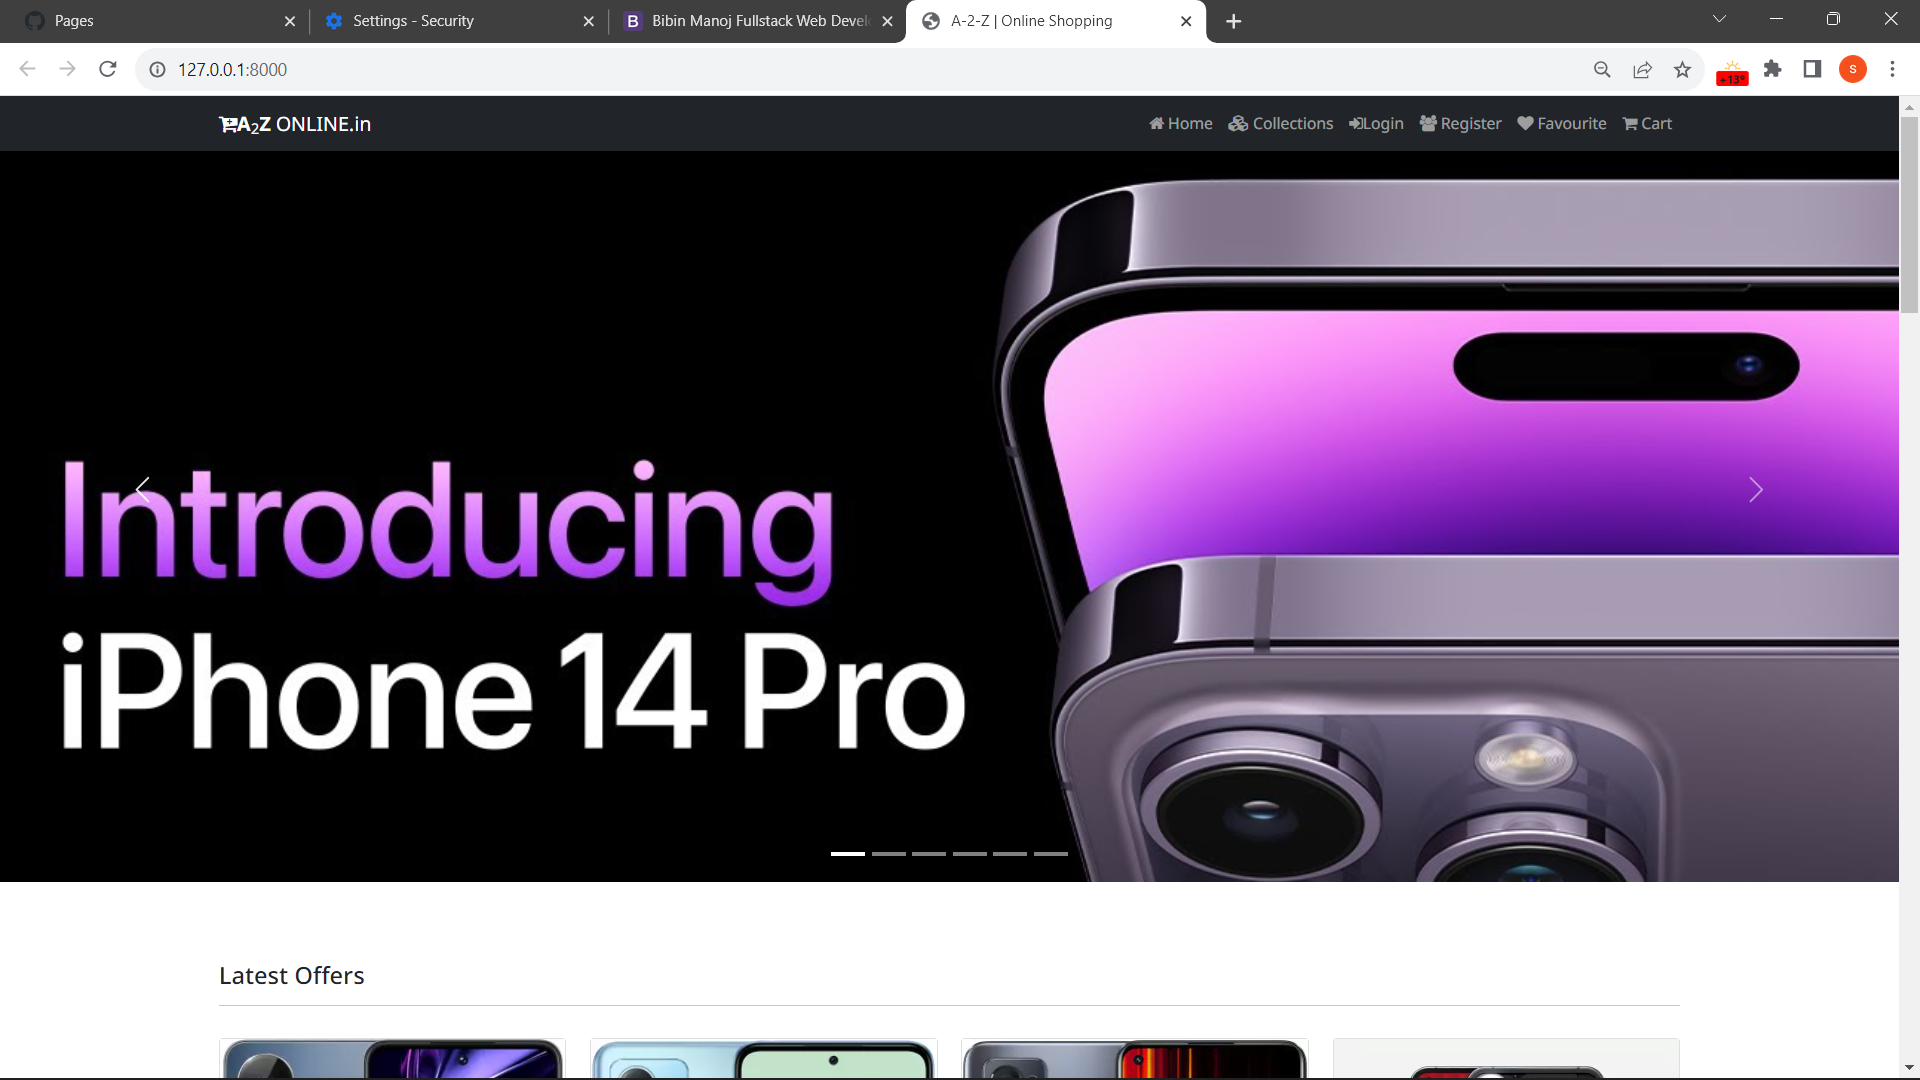 Pages
Settings - Security
B Bibin Manoj Fullstack Web Devel
A-2-Z | Online Shopping
127.0.0.1:8000
+13°
s
A2Z ONLINE.in
Home
Collections
Login
Register
Favourite
Cart
Introducing
iPhone 14 Pro
Latest Offers